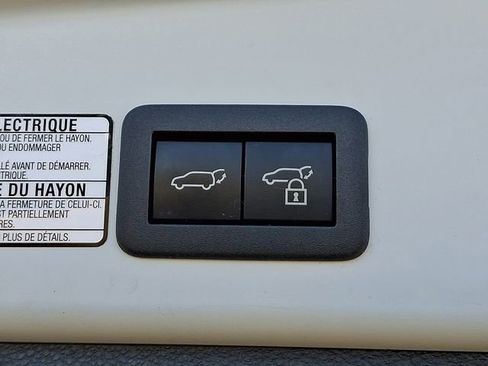 LECTRIQUE
OU DE FERMER LE HAYON.
OU ENDOMMAGER
LÉ AVANT DE DÉMARRER.
CTRIQUE.
E DU HAYON
A FERMETURE DE CELUI-CI.
ST PARTIELLEMENT
RES.
PLUS DE DÉTAILS.